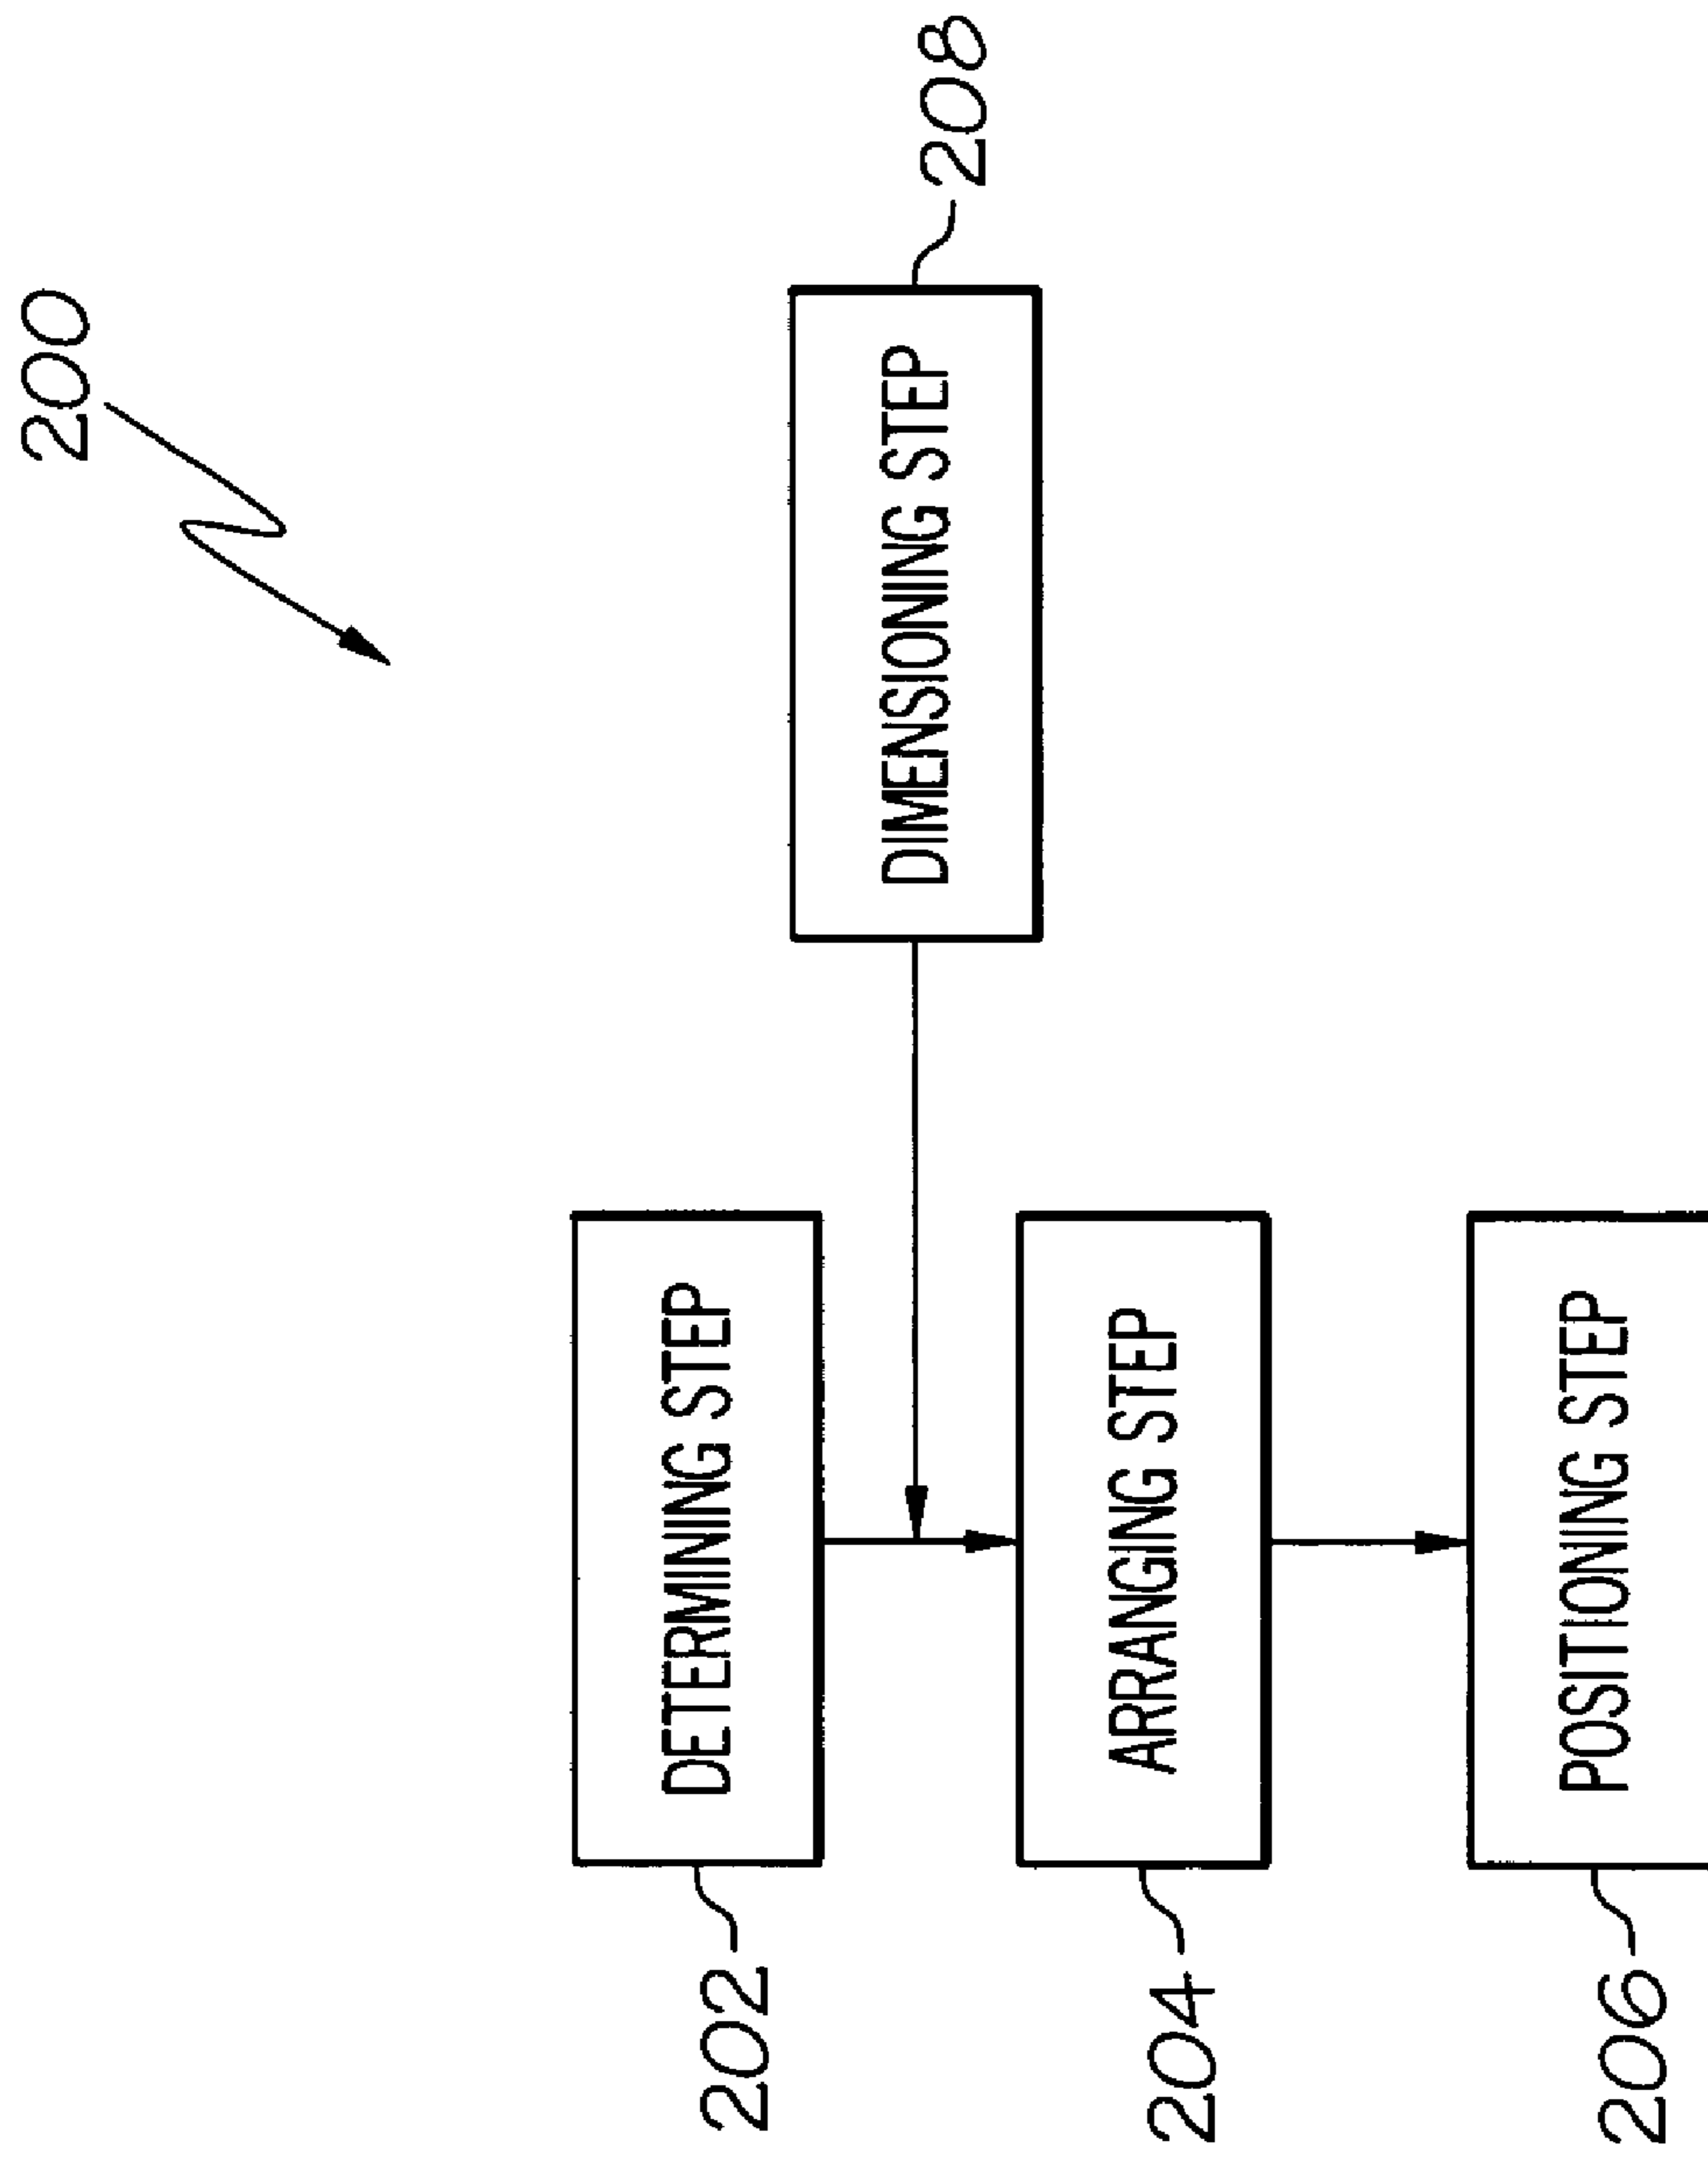 200
DETERMINING STEP
202
DIMENSIONING STEP
208
ARRANGING STEP
204
POSITIONING STEP
206